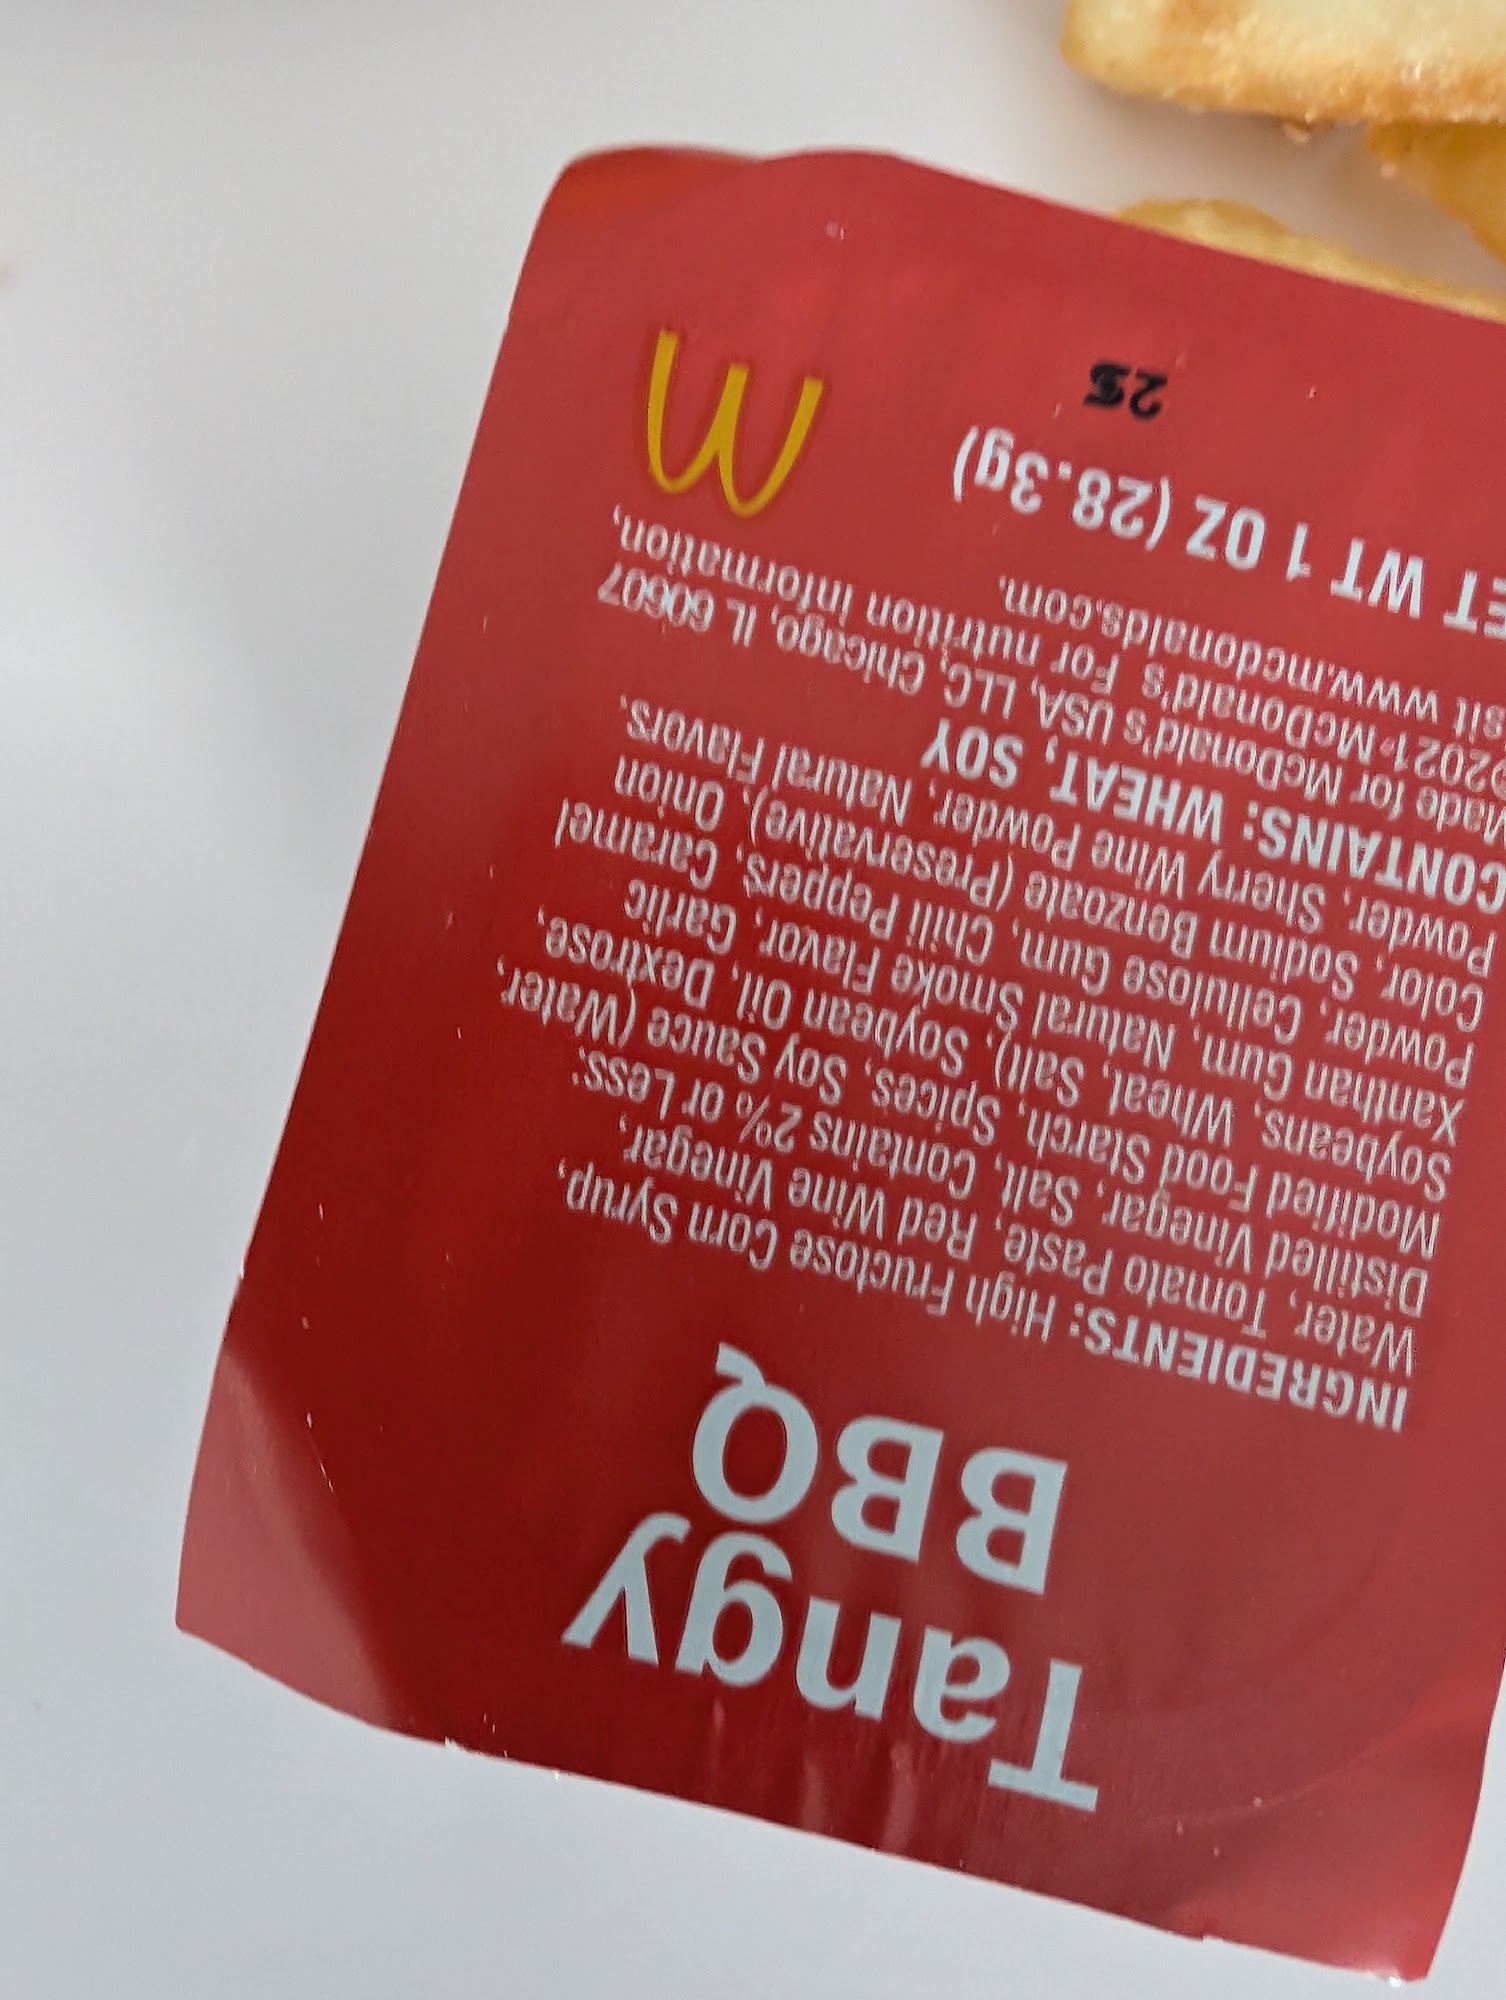 Tangy
BBQ
INGREDIENTS: High Fructose Corn Syrup,
Water, Tomato Paste, Red Wine Vinegar,
Distilled Vinegar, Salt, Contains 2% or Less:
Modified Food Starch, Spices, Soy Sauce (Water,
Soybeans, Wheat, Salt), Soybean Oil, Dextrose,
Xanthan Gum, Natural Smoke Flavor, Garlic
Powder, Cellulose Gum, Chili Peppers, Caramel
Color, Sodium Benzoate (Preservative), Onion
Powder, Sherry Wine Powder, Natural Flavors.
CONTAINS: WHEAT, SOY
Made for McDonald's USA, LLC, Chicago, IL 60607
©2021 McDonald's For nutrition information,
sit www.mcdonalds.com.
ET WT 1 OZ (28.3g)
M